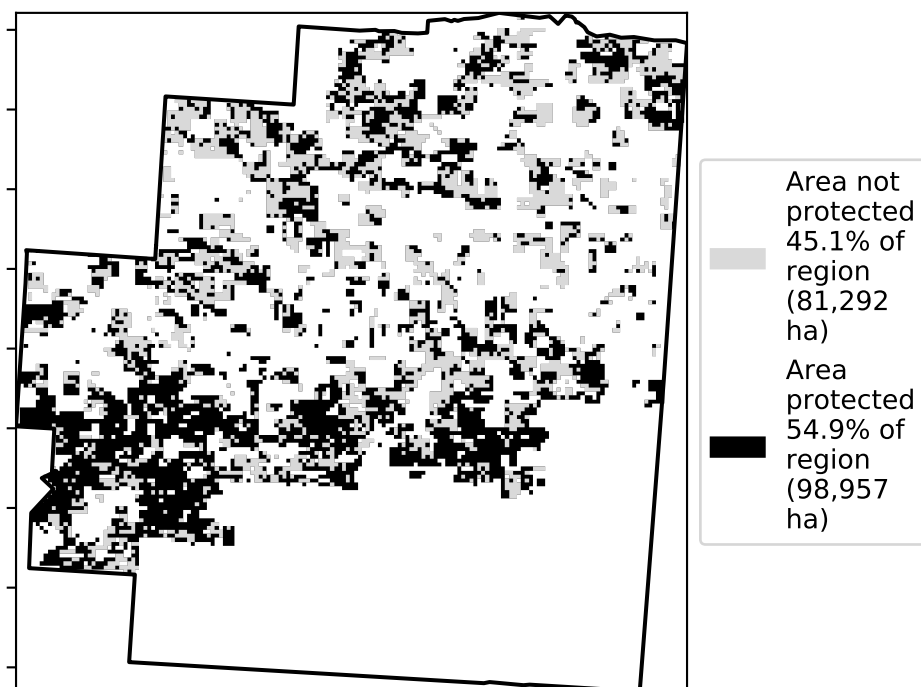 Area not
protected
45.1% of
region
(81,292
ha)
Area
protected
54.9% of
region
(98,957
ha)